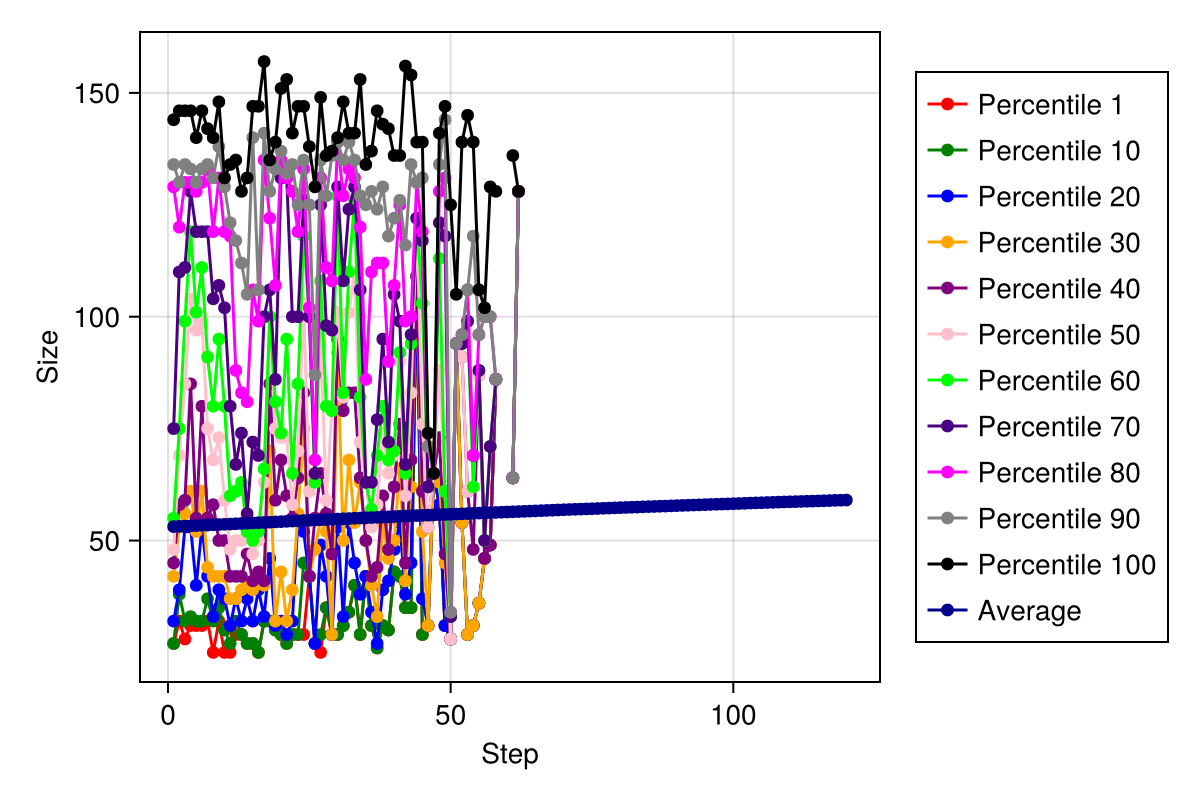 150
100
50
Size
0
50
100
Step
Percentile 1
Percentile 10
Percentile 20
Percentile 30
Percentile 40
Percentile 50
Percentile 60
Percentile 70
Percentile 80
Percentile 90
Percentile 100
Average